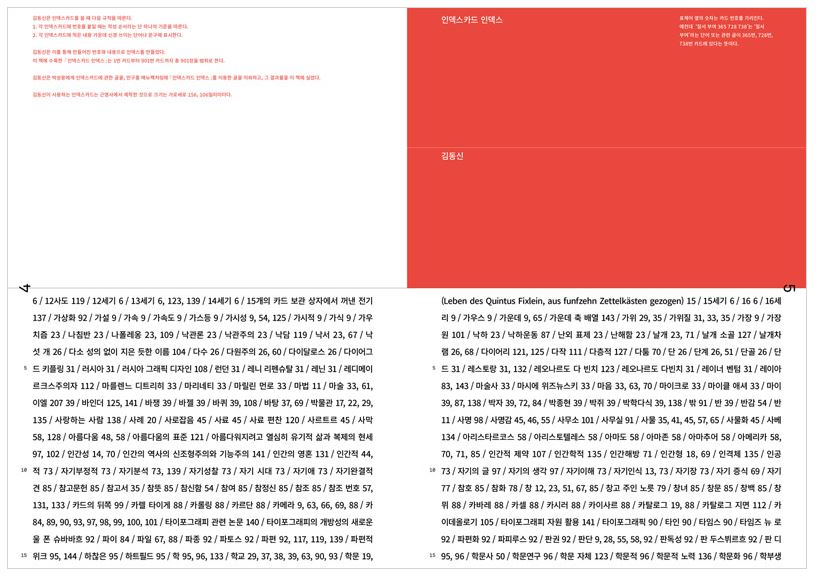 김동신은 인덱스카드를 쓸 때 다음 규칙을 따른다.
1. 각 인덱스카드에 번호를 붙일 때는 작성 순서라는 단 하나의 기준을 따른다.
2. 각 인덱스카드에 적은 내용 가운데 신경 쓰이는 단어나 문구에 표시한다.
김동신은 이를 통해 만들어진 번호와 내용으로 인덱스를 만들었다.
이 책에 수록한 「인덱스카드 인덱스」는 1번 카드부터 901번 카드까지 총 901장을 범위로 한다.
김동신은 박성왕에게 인덱스카드에 관한 글을, 민구홍 매뉴팩처링에 「인덱스카드 인덱스」를 이용한 글을 의뢰하고, 그 결과물을 이 책에 실었다.
김동신이 사용하는 인덱스카드는 근영사에서 제작한 것으로 크기는 가로세로 156, 106밀리미터다.
인덱스카드 인덱스
표제어 옆의 숫자는 카드 번호를 가리킨다.
예컨대 ‘질서 부여 365 728 738’는 ‘질서
부여’라는 단어 또는 관련 글이 365번, 728번,
738번 카드에 있다는 뜻이다.
김동신
4
6 / 12사도 119 / 12세기 6 / 13세기 6, 123, 139 / 14세기 6 / 15개의 카드 보관 상자에서 꺼낸 전기
137 / 가상화 92 / 가설 9 / 가속 9 / 가속도 9 / 가스등 9 / 가시성 9, 54, 125 / 가시적 9 / 가식 9 / 가우
치즘 23 / 나침반 23 / 나폴레옹 23, 109 / 낙관론 23 / 낙관주의 23 / 낙담 119 / 낙서 23, 67 / 낙
섯 개 26 / 다소 성의 없이 지은 듯한 이름 104 / 다수 26 / 다원주의 26, 60 / 다이달로스 26 / 다이어그
5 드 키플링 31 / 러시아 31 / 러시아 그래픽 디자인 108 / 런던 31 / 레니 리펜슈탈 31 / 레닌 31 / 레디메이
르크스주의자 112 / 마를렌느 디트리히 33 / 마리네티 33 / 마릴린 먼로 33 / 마법 11 / 마술 33, 61,
이엘 207 39 / 바인더 125, 141 / 바쟁 39 / 바젤 39 / 바퀴 39, 108 / 바탕 37, 69 / 박물관 17, 22, 29,
135 / 사랑하는 사람 138 / 사례 20 / 사로잡음 45 / 사료 45 / 사료 편찬 120 / 사르트르 45 / 사막
58, 128 / 아름다움 48, 58 / 아름다움의 표준 121 / 아름다워지려고 열심히 유기적 삶과 복제의 현세
97, 102 / 인간성 14, 70 / 인간의 역사의 신조형주의와 기능주의 141 / 인간의 영혼 131 / 인간적 44,
10 적 73 / 자기부정적 73 / 자기분석 73, 139 / 자기성찰 73 / 자기 시대 73 / 자기애 73 / 자기완결적
견 85 / 참고문헌 85 / 참고서 35 / 참뜻 85 / 참신함 54 / 참여 85 / 참정신 85 / 참조 85 / 참조 번호 57,
131, 133 / 카드의 뒤쪽 99 / 카렐 타이게 88 / 카롤링 88 / 카르단 88 / 카메라 9, 63, 66, 69, 88 / 카
84, 89, 90, 93, 97, 98, 99, 100, 101 / 타이포그래피 관련 논문 140 / 타이포그래피의 개방성의 새로운
울 폰 슈바바흐 92 / 파이 84 / 파일 67, 88 / 파종 92 / 파토스 92 / 파편 92, 117, 119, 139 / 파편적
15 위크 95, 144 / 하찮은 95 / 하트필드 95 / 학 95, 96, 133 / 학교 29, 37, 38, 39, 63, 90, 93 / 학문 19,
5
(Leben des Quintus Fixlein, aus funfzehn Zettelkästen gezogen) 15 / 15세기 6 / 16 6 / 16세
리 9 / 가우스 9 / 가운데 9, 65 / 가운데 축 배열 143 / 가위 29, 35 / 가위질 31, 33, 35 / 가장 9 / 가장
원 101 / 낙하 23 / 낙하운동 87 / 난외 표제 23 / 난해함 23 / 날개 23, 71 / 날개 소골 127 / 날개차
램 26, 68 / 다이어리 121, 125 / 다작 111 / 다층적 127 / 다툼 70 / 단 26 / 단계 26, 51 / 단골 26 / 단
5 드 31 / 레스토랑 31, 132 / 레오나르도 다 빈치 123 / 레오나르도 다빈치 31 / 레이너 벤텀 31 / 레이아
83, 143 / 마술사 33 / 마시에 위즈뉴스키 33 / 마음 33, 63, 70 / 마이크로 33 / 마이클 애셔 33 / 마이
39, 87, 138 / 박자 39, 72, 84 / 박종현 39 / 박쥐 39 / 박학다식 39, 138 / 밖 91 / 반 39 / 반감 54 / 반
11 / 사명 98 / 사명감 45, 46, 55 / 사무소 101 / 사무실 91 / 사물 35, 41, 45, 57, 65 / 사물화 45 / 사베
134 / 아리스타르코스 58 / 아리스토텔레스 58 / 아마도 58 / 아마존 58 / 아마추어 58 / 아메리카 58,
70, 71, 85 / 인간적 제약 107 / 인간학적 135 / 인간해방 71 / 인간형 18, 69 / 인격체 135 / 인공
10 73 / 자기의 글 97 / 자기의 생각 97 / 자기이해 73 / 자기인식 13, 73 / 자기장 73 / 자기 증식 69 / 자기
77 / 참호 85 / 참화 78 / 창 12, 23, 51, 67, 85 / 창고 주인 노릇 79 / 창녀 85 / 창문 85 / 창백 85 / 창
뮈 88 / 카바레 88 / 카셀 88 / 카시러 88 / 카이사르 88 / 카탈로그 19, 88 / 카탈로그 지면 112 / 카
이데올로기 105 / 타이포그래피 자원 활용 141 / 타이포그래픽 90 / 타인 90 / 타임스 90 / 타임즈 뉴 로
92 / 파편화 92 / 파피루스 92 / 판권 92 / 판단 9, 28, 55, 58, 92 / 판독성 92 / 판 두스뷔르흐 92 / 판 디
15 95, 96 / 학문사 50 / 학문연구 96 / 학문 자체 123 / 학문적 96 / 학문적 노력 136 / 학문화 96 / 학부생